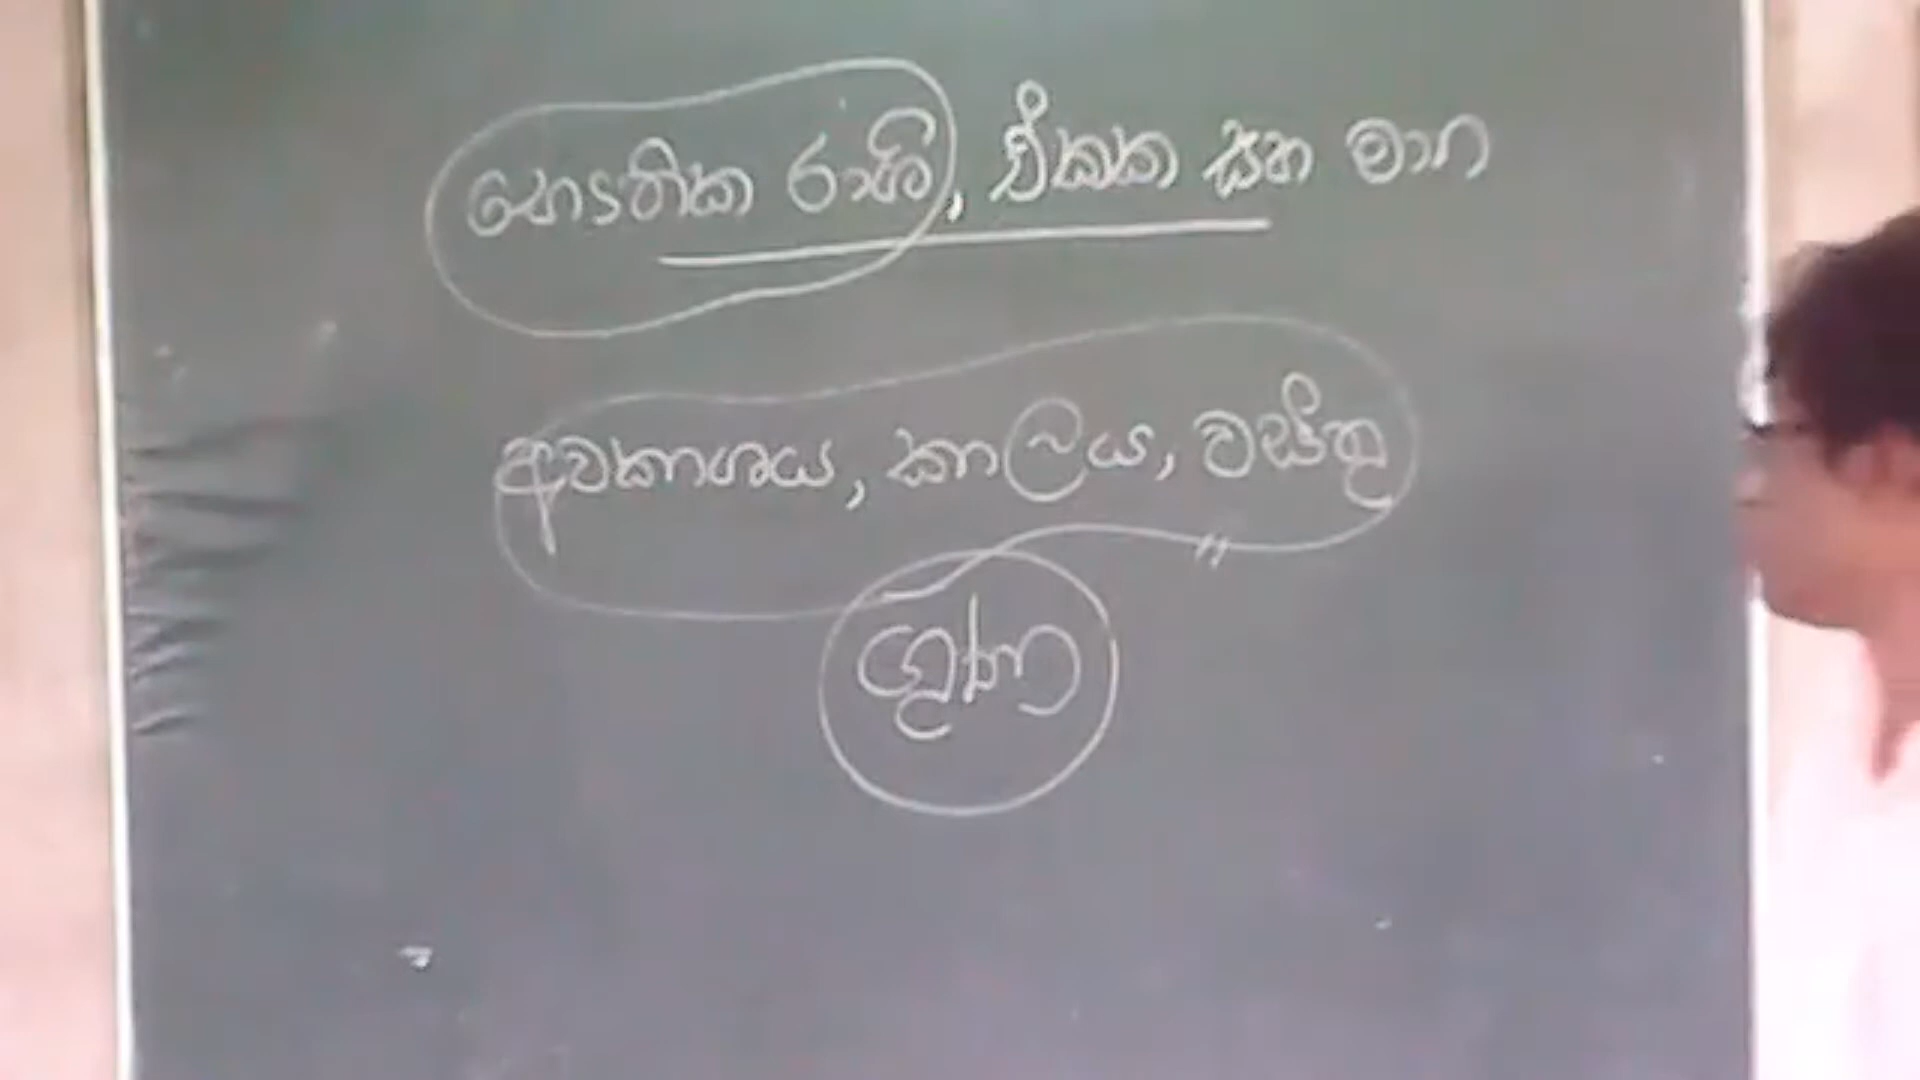 භෞතික රාශි, ඒකක සහ මාන
අවකාශය, කාලය, වස්තු
ගුණ